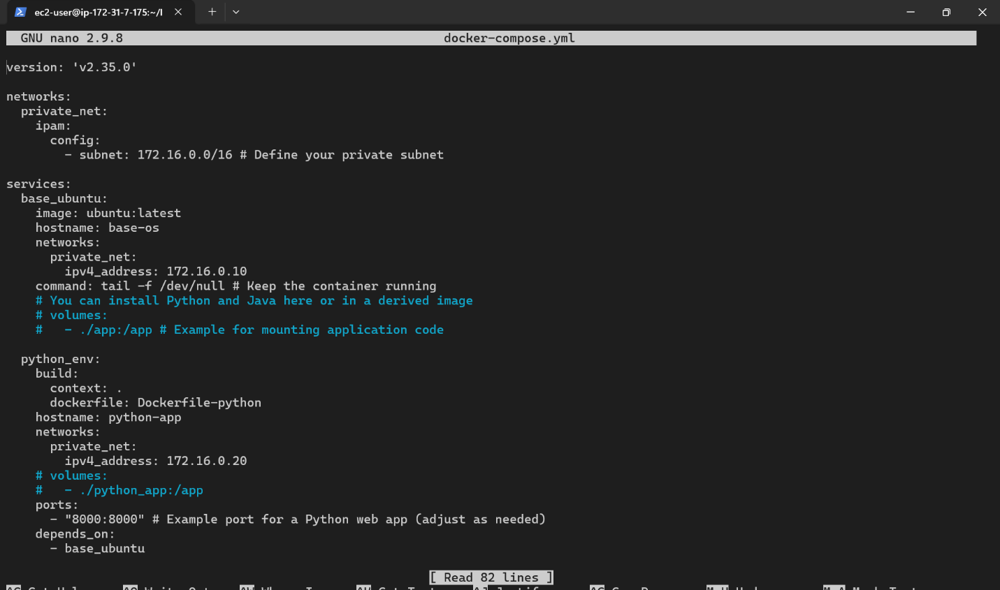 ec2-user@ip-172-31-7-175:~/l
GNU nano 2.9.8 docker-compose.yml
version: 'v2.35.0'
networks:
  private_net:
    ipam:
      config:
        - subnet: 172.16.0.0/16 # Define your private subnet
services:
  base_ubuntu:
    image: ubuntu:latest
    hostname: base-os
    networks:
      private_net:
        ipv4_address: 172.16.0.10
    command: tail -f /dev/null # Keep the container running
    # You can install Python and Java here or in a derived image
    # volumes:
    #   - ./app:/app # Example for mounting application code
  python_env:
    build:
      context: .
      dockerfile: Dockerfile-python
    hostname: python-app
    networks:
      private_net:
        ipv4_address: 172.16.0.20
    # volumes:
    #   - ./python_app:/app
    ports:
      - "8000:8000" # Example port for a Python web app (adjust as needed)
    depends_on:
      - base_ubuntu
[ Read 82 lines ]